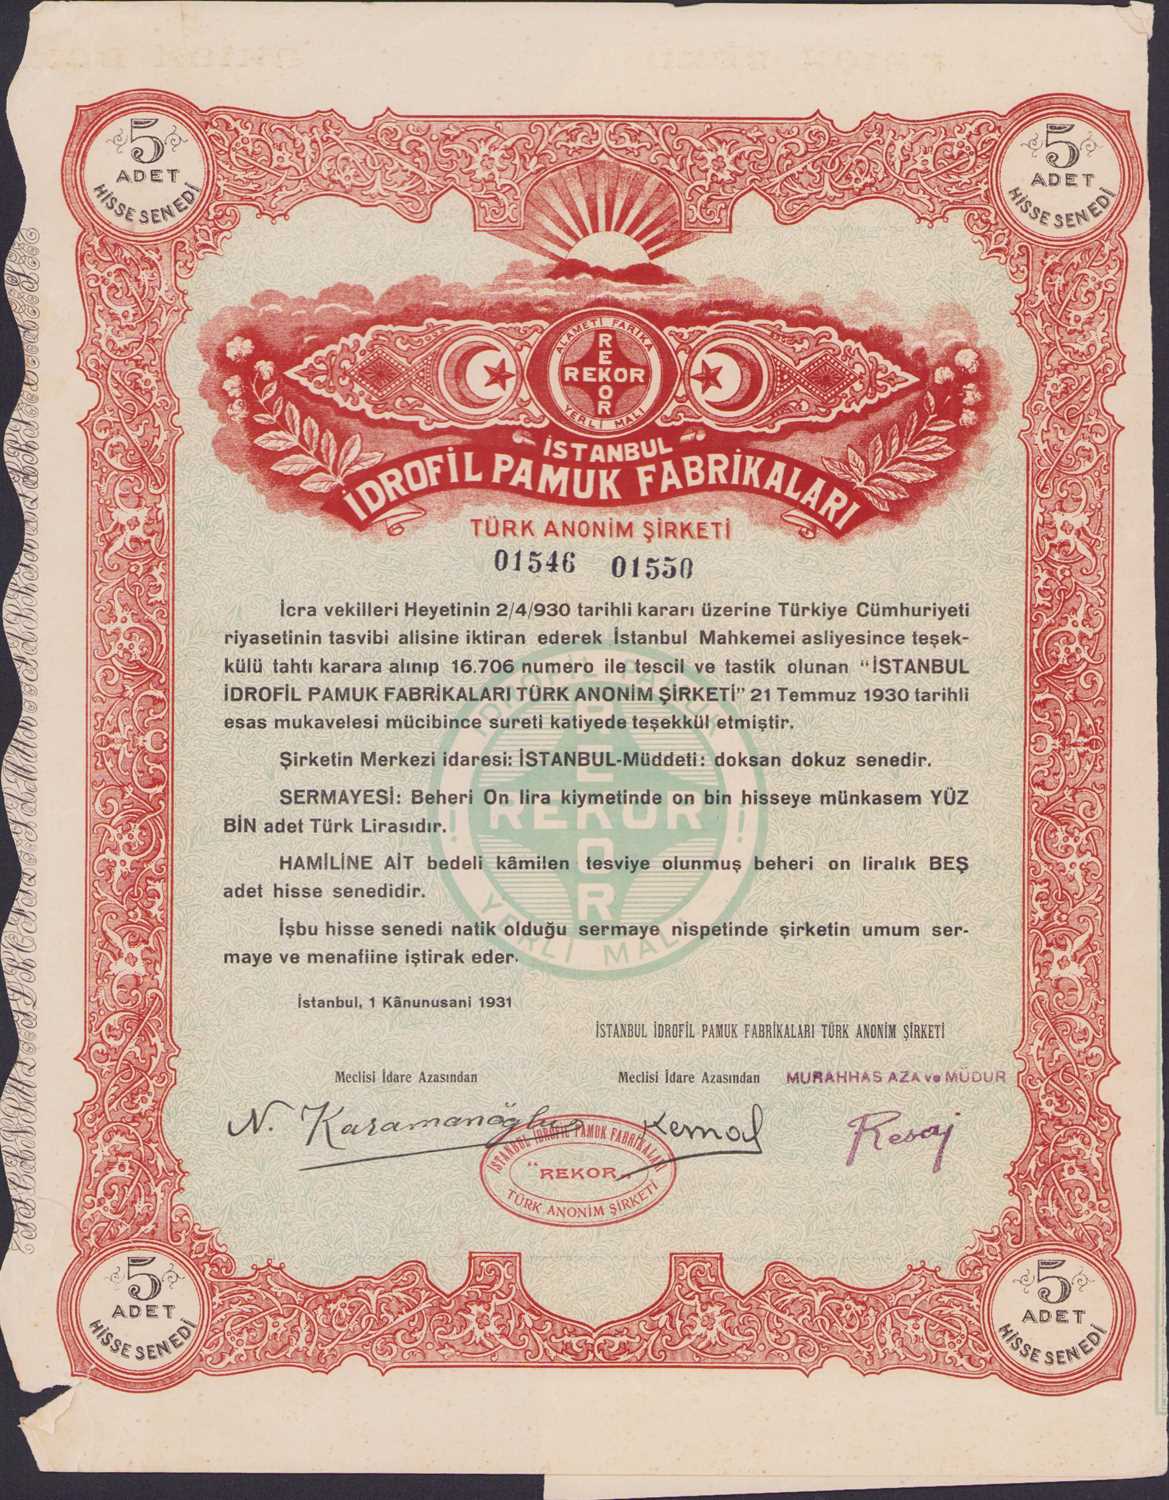 5 ADET HİSSE SENEDİ
5 ADET HİSSE SENEDİ
ALAMETİ FARİKA
REKOR
REKOR
YERLİ MALI
İSTANBUL
İDROFİL PAMUK FABRİKALARI
TÜRK ANONİM ŞİRKETİ
01546 01550
İcra vekilleri Heyetinin 2/4/930 tarihli kararı üzerine Türkiye Cümhuriyeti
riyasetinin tasvibi alisine iktiran ederek İstanbul Mahkemei asliyesince teşek-
külü tahtı karara alınıp 16.706 numero ile tescil ve tastik olunan "İSTANBUL
İDROFİL PAMUK FABRİKALARI TÜRK ANONİM ŞİRKETİ" 21 Temmuz 1930 tarihli
esas mukavelesi mücibince sureti katiyede teşekkül etmiştir.
Şirketin Merkezi idaresi: İSTANBUL-Müddeti: doksan dokuz senedir.
SERMAYESİ: Beheri On lira kiymetinde on bin hisseye münkasem YÜZ
BİN adet Türk Lirasıdır.
HAMİLİNE AİT bedeli kâmilen tesviye olunmuş beheri on liralık BEŞ
adet hisse senedidir.
İşbu hisse senedi natik olduğu sermaye nispetinde şirketin umum ser-
maye ve menafiine iştirak eder.
İDROFİL PAMUK
REKOR
REKOR
YERLİ MALI
İstanbul, 1 Kânunusani 1931
İSTANBUL İDROFİL PAMUK FABRİKALARI TÜRK ANONİM ŞİRKETİ
Meclisi İdare Azasından
Meclisi İdare Azasından
MURAHHAS AZA ve MÜDUR
N. Karamanoğlu
Kemal
İSTANBUL İDROFİL PAMUK FABRİKALARI
"REKOR"
TÜRK ANONİM ŞİRKETİ
5 ADET HİSSE SENEDİ
5 ADET HİSSE SENEDİ